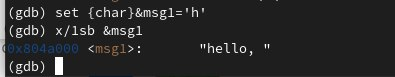 (gdb) set {char}&msg1='h'
(gdb) x/1sb &msg1
0x804a000 <msg1>:       "hello, "
(gdb)